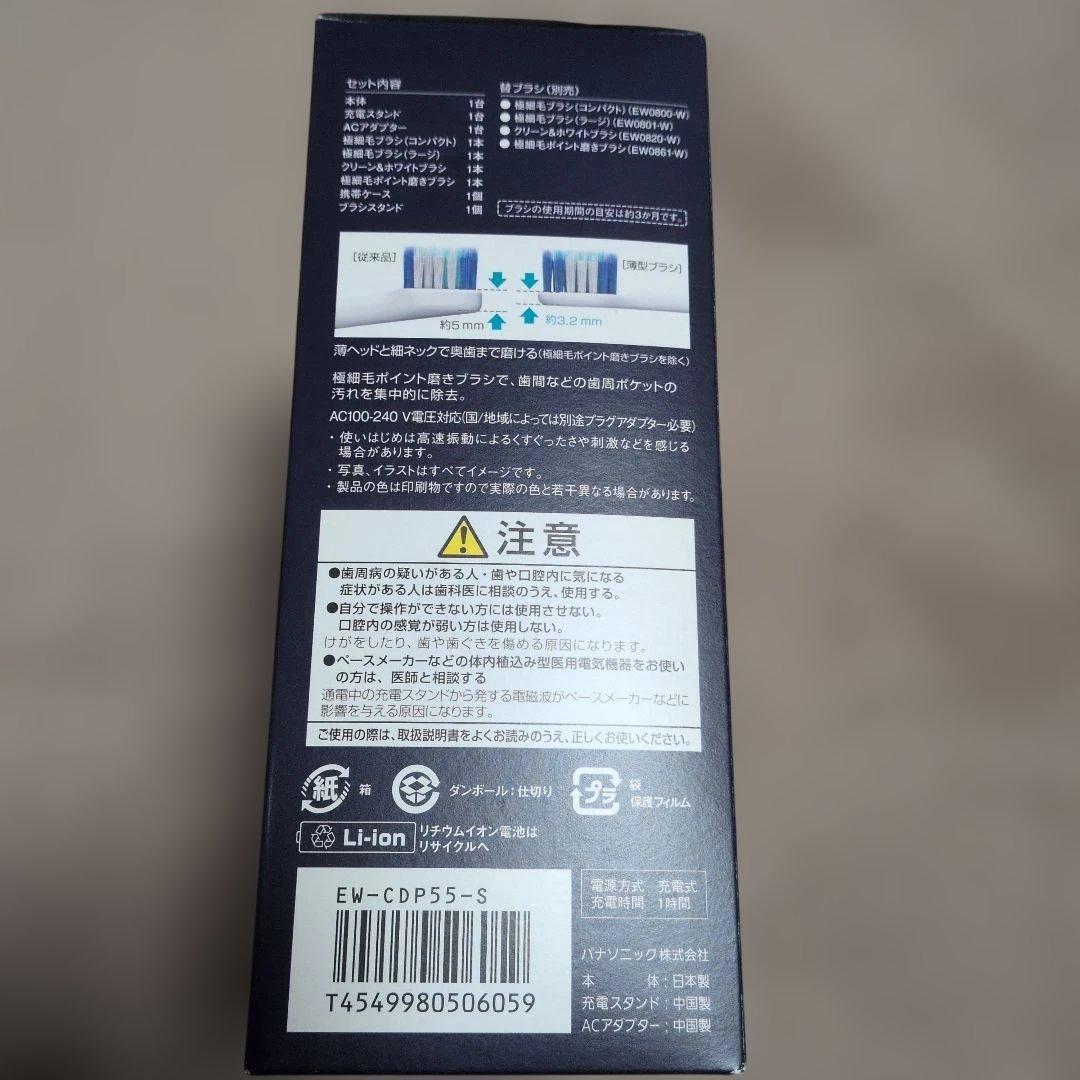 セット内容
本体 1台
充電スタンド 1台
ACアダプター 1台
極細毛ブラシ(コンパクト) 1本
極細毛ブラシ(ラージ) 1本
クリーン&ホワイトブラシ 1本
極細毛ポイント磨きブラシ 1本
携帯ケース 1個
ブラシスタンド 1個
替ブラシ(別売)
●極細毛ブラシ(コンパクト)(EW0800-W)
●極細毛ブラシ(ラージ)(EW0801-W)
●クリーン&ホワイトブラシ(EW0820-W)
●極細毛ポイント磨きブラシ(EW0861-W)
ブラシの使用期間の目安は約3か月です。
[従来品]
[薄型ブラシ]
約5mm
約3.2mm
薄ヘッドと細ネックで奥歯まで磨ける(極細毛ポイント磨きブラシを除く)
極細毛ポイント磨きブラシで、歯間などの歯周ポケットの
汚れを集中的に除去。
AC100-240 V電圧対応(国/地域によっては別途プラグアダプター必要)
・使いはじめは高速振動によるくすぐったさや刺激などを感じる
場合があります。
・写真、イラストはすべてイメージです。
・製品の色は印刷物ですので実際の色と若干異なる場合があります。
注意
●歯周病の疑いがある人・歯や口腔内に気になる
症状がある人は歯科医に相談のうえ、使用する。
●自分で操作ができない方には使用させない。
口腔内の感覚が弱い方は使用しない。
けがをしたり、歯や歯ぐきを傷める原因になります。
●ペースメーカーなどの体内植込み型医用電気機器をお使い
の方は、医師と相談する
通電中の充電スタンドから発する電磁波がペースメーカーなどに
影響を与える原因になります。
ご使用の際は、取扱説明書をよくお読みのうえ、正しくお使いください。
紙 箱
ダンボール:仕切り
プラ 袋
保護フィルム
Li-ion リチウムイオン電池は
リサイクルへ
EW-CDP55-S
T4549980506059
電源方式 充電式
充電時間 1時間
パナソニック株式会社
本体:日本製
充電スタンド:中国製
ACアダプター:中国製